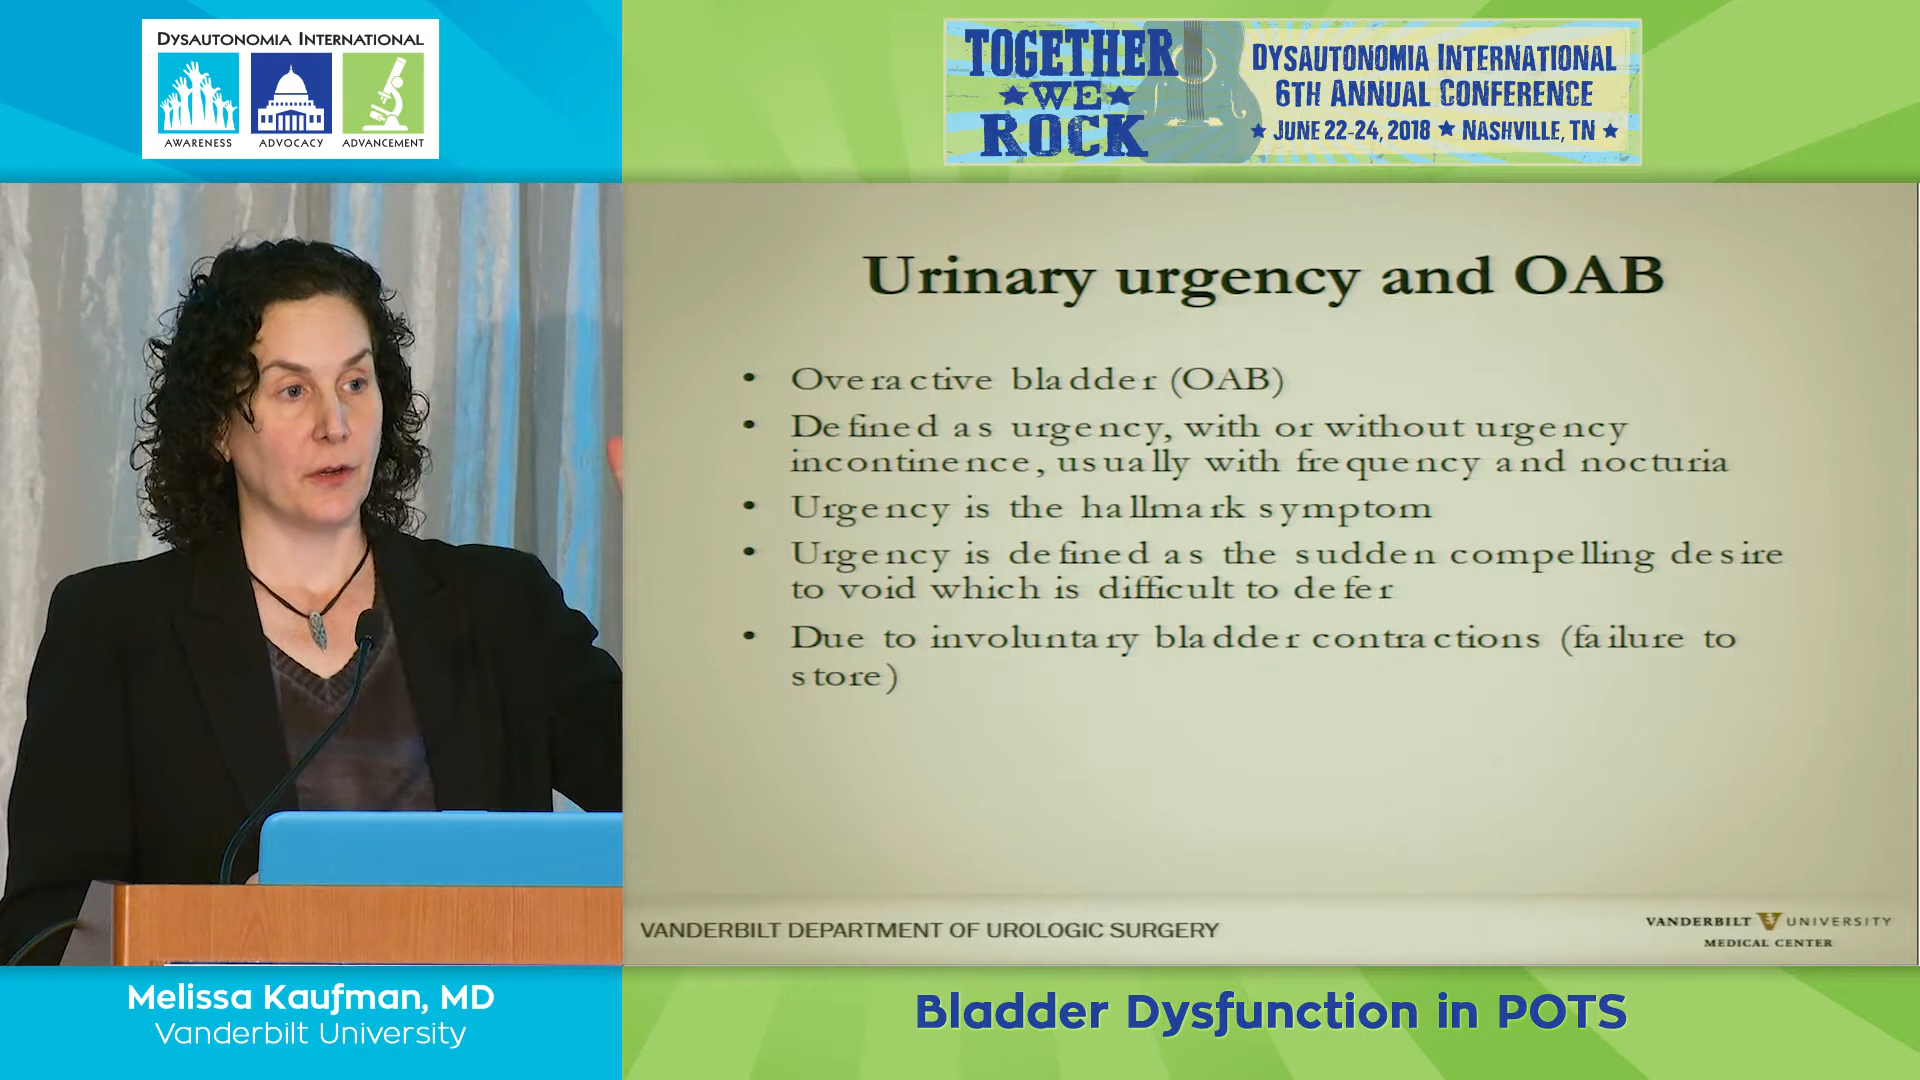 DYSAUTONOMIA INTERNATIONAL
AWARENESS ADVOCACY ADVANCEMENT
TOGETHER
WE
ROCK
DYSAUTONOMIA INTERNATIONAL
6TH ANNUAL CONFERENCE
JUNE 22-24, 2018 NASHVILLE, TN
Urinary urgency and OAB
• Overactive bladder (OAB)
• Defined as urgency, with or without urgency
incontinence, usually with frequency and nocturia
• Urgency is the hallmark symptom
• Urgency is defined as the sudden compelling desire
to void which is difficult to defer
• Due to involuntary bladder contractions (failure to
store)
VANDERBILT DEPARTMENT OF UROLOGIC SURGERY
VANDERBILT UNIVERSITY
MEDICAL CENTER
Melissa Kaufman, MD
Vanderbilt University
Bladder Dysfunction in POTS